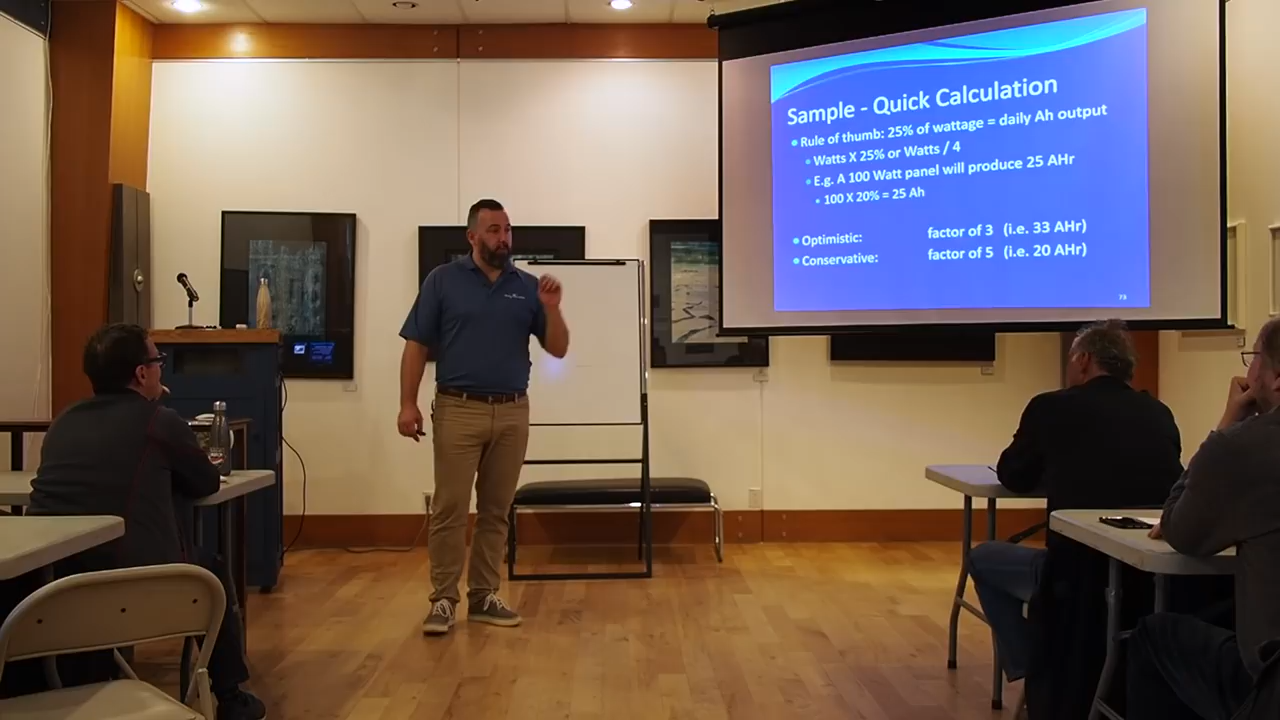 Sample - Quick Calculation
Rule of thumb: 25% of wattage = daily Ah output
Watts X 25% or Watts / 4
E.g. A 100 Watt panel will produce 25 AHr
100 X 20% = 25 Ah
Optimistic: factor of 3 (i.e. 33 AHr)
Conservative: factor of 5 (i.e. 20 AHr)
73